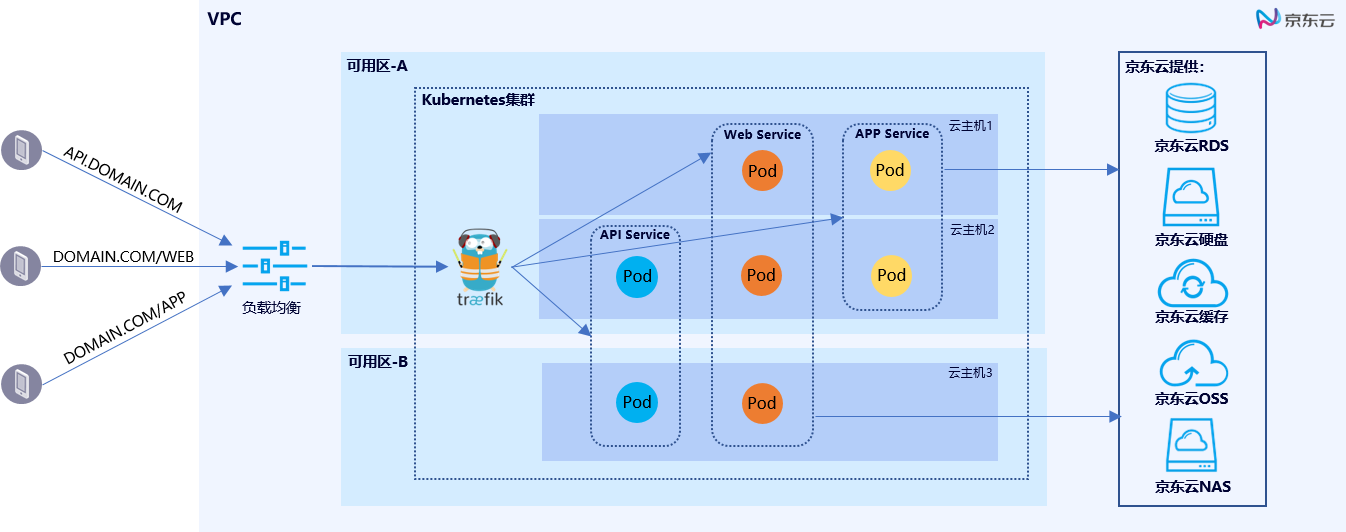 VPC
京东云
可用区-A
京东云提供：
Kubernetes集群
云主机1
Web Service
APP Service
京东云RDS
API.DOMAIN.COM
Pod
Pod
云主机2
API Service
京东云硬盘
DOMAIN.COM/WEB
træfik
Pod
Pod
Pod
负载均衡
京东云缓存
DOMAIN.COM/APP
可用区-B
云主机3
Pod
Pod
京东云OSS
京东云NAS